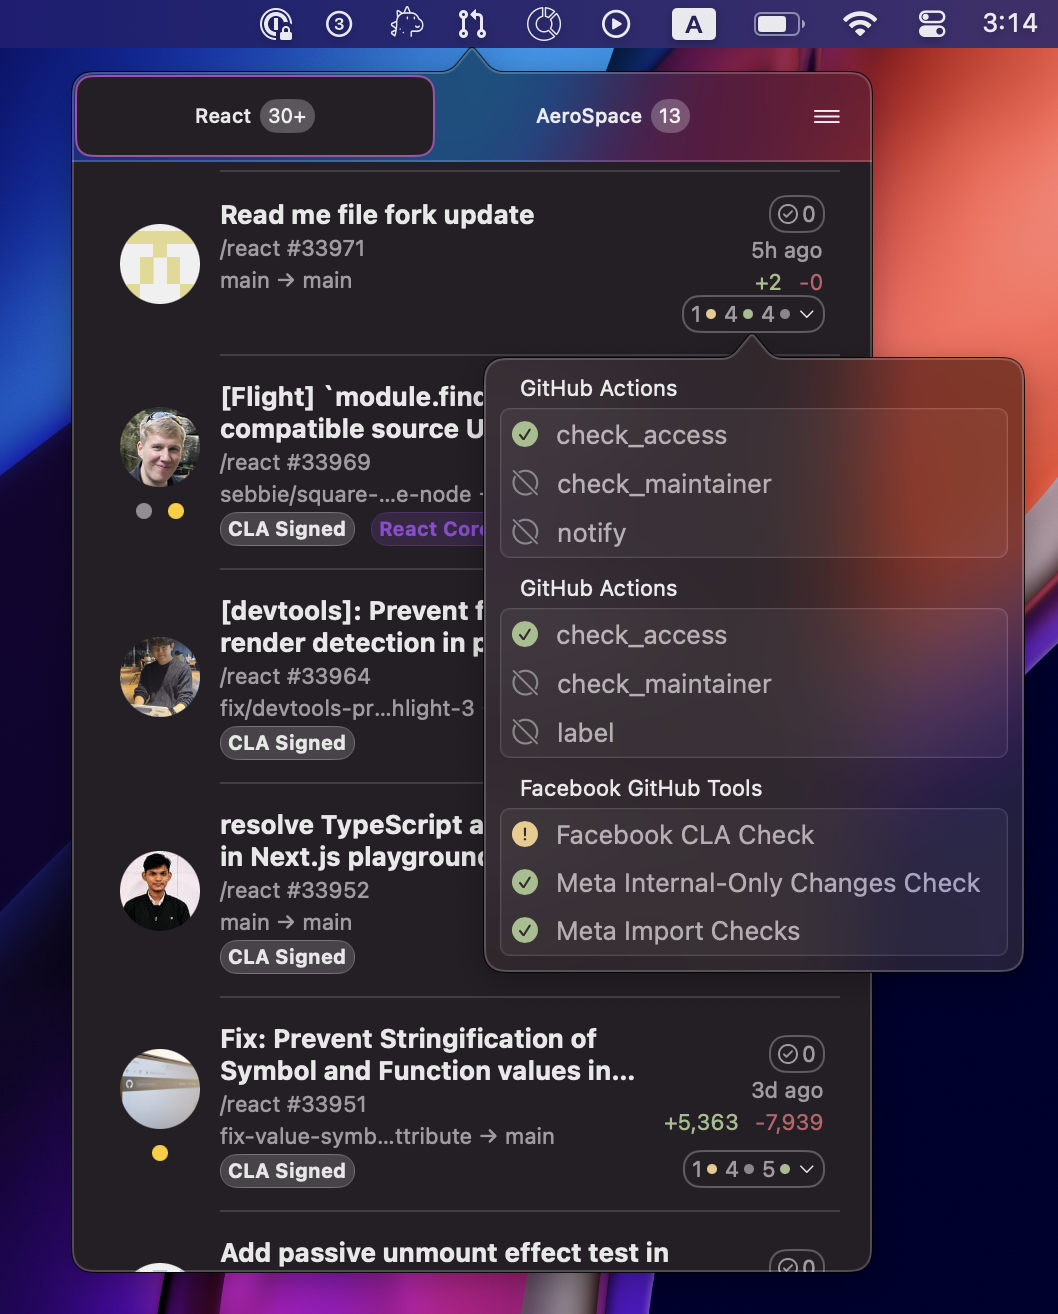 3
A
3:14
React 30+
AeroSpace 13
Read me file fork update
0
/react #33971
5h ago
main → main
+2 -0
1 4 4
[Flight] `module.find
compatible source U
/react #33969
sebbie/square-...e-node
CLA Signed
React Core
[devtools]: Prevent f
render detection in p
/react #33964
fix/devtools-pr...hlight-3
CLA Signed
resolve TypeScript a
in Next.js playground
/react #33952
main → main
CLA Signed
GitHub Actions
check_access
check_maintainer
notify
GitHub Actions
check_access
check_maintainer
label
Facebook GitHub Tools
Facebook CLA Check
Meta Internal-Only Changes Check
Meta Import Checks
Fix: Prevent Stringification of
Symbol and Function values in...
0
/react #33951
3d ago
fix-value-symb...ttribute → main
+5,363 -7,939
CLA Signed
1 4 5
Add passive unmount effect test in
0